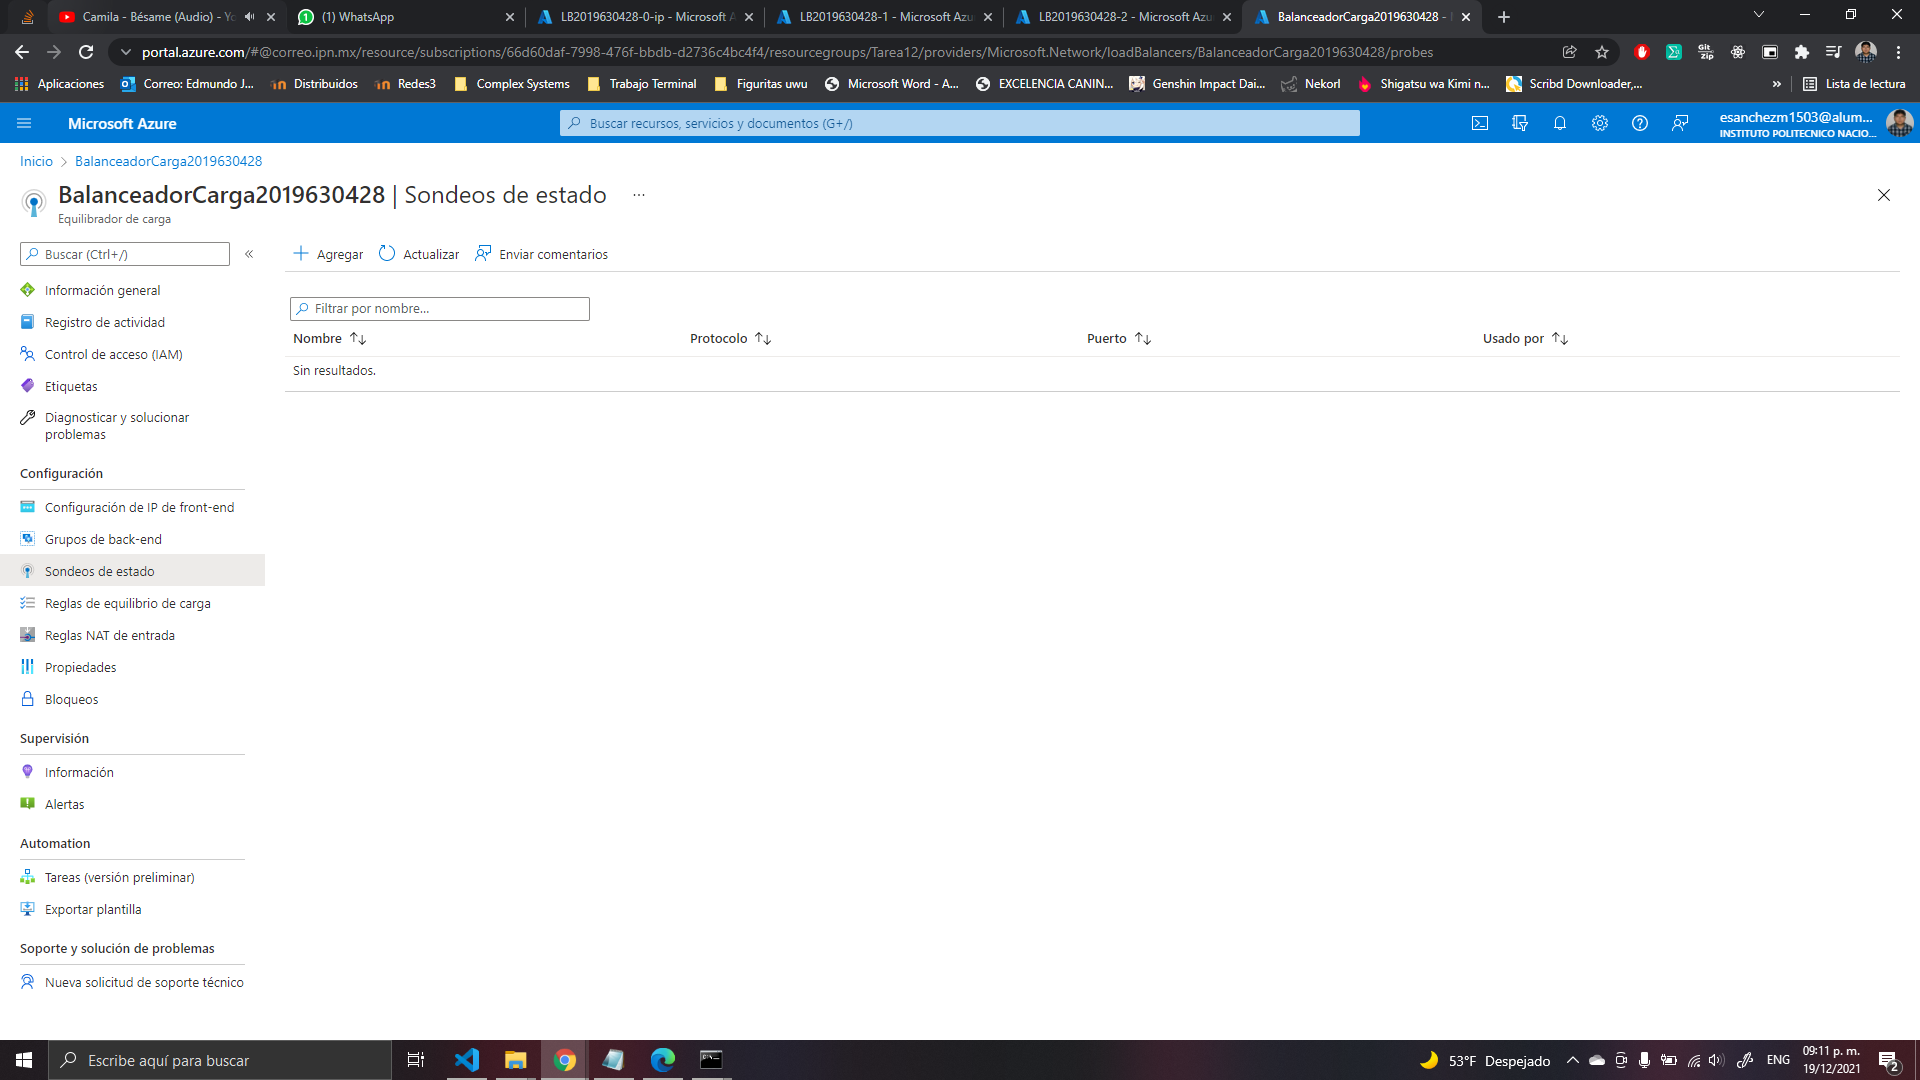 Camila - Bésame (Audio) - Yo
(1) WhatsApp
LB2019630428-0-ip - Microsoft A
LB2019630428-1 - Microsoft Azu
LB2019630428-2 - Microsoft Azu
BalanceadorCarga2019630428 -
portal.azure.com/#@correo.ipn.mx/resource/subscriptions/66d60daf-7998-476f-bbdb-d2736c4bc4f4/resourcegroups/Tarea12/providers/Microsoft.Network/loadBalancers/BalanceadorCarga2019630428/probes
Git
zip
Aplicaciones
Correo: Edmundo J...
Distribuidos
Redes3
Complex Systems
Trabajo Terminal
Figuritas uwu
Microsoft Word - A...
EXCELENCIA CANIN...
Genshin Impact Dai...
Nekorl
Shigatsu wa Kimi n...
Scribd Downloader,...
»
Lista de lectura
Microsoft Azure
Buscar recursos, servicios y documentos (G+/)
esanchezm1503@alum...
INSTITUTO POLITECNICO NACIO...
Inicio > BalanceadorCarga2019630428
BalanceadorCarga2019630428 | Sondeos de estado ...
Equilibrador de carga
Buscar (Ctrl+/)
«
Agregar
Actualizar
Enviar comentarios
Información general
Registro de actividad
Control de acceso (IAM)
Etiquetas
Diagnosticar y solucionar
problemas
Configuración
Configuración de IP de front-end
Grupos de back-end
Sondeos de estado
Reglas de equilibrio de carga
Reglas NAT de entrada
Propiedades
Bloqueos
Supervisión
Información
Alertas
Automation
Tareas (versión preliminar)
Exportar plantilla
Soporte y solución de problemas
Nueva solicitud de soporte técnico
Filtrar por nombre...
Nombre
Protocolo
Puerto
Usado por
Sin resultados.
Escribe aquí para buscar
53°F Despejado
ENG
09:11 p. m.
19/12/2021
2